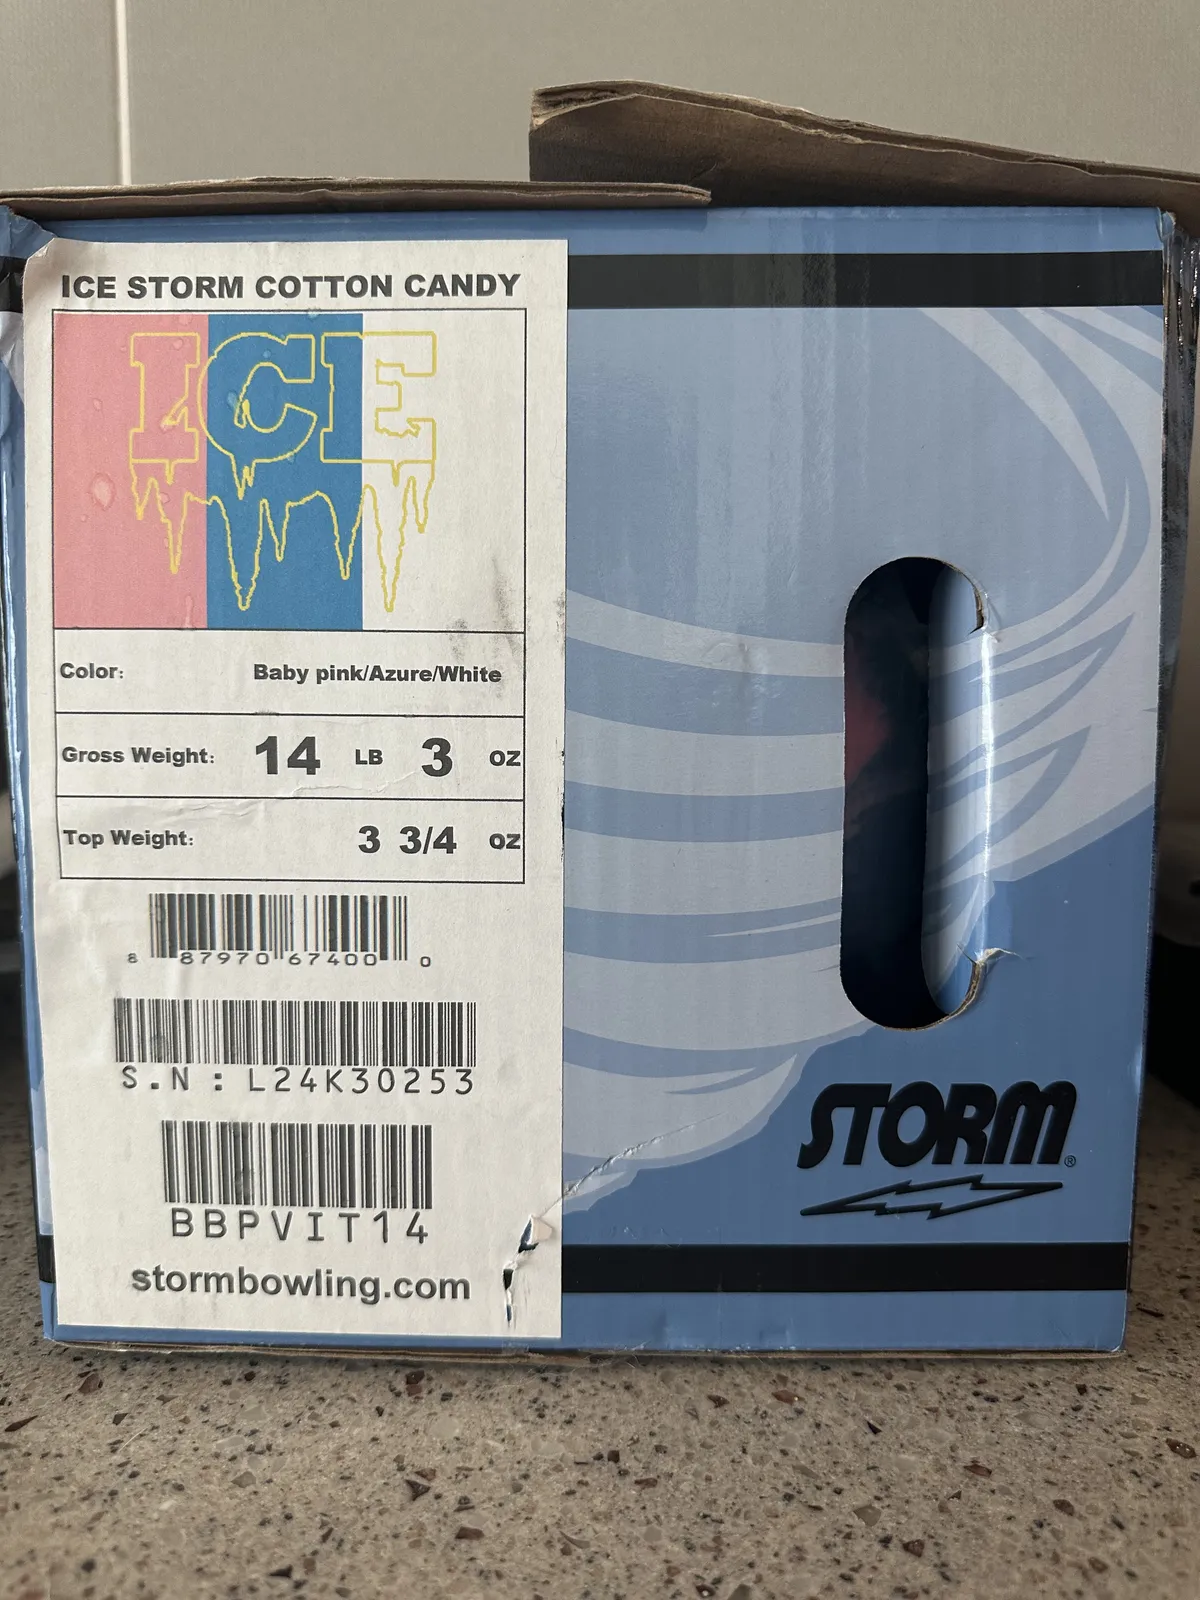 ICE STORM COTTON CANDY
ICE
Color: Baby pink/Azure/White
Gross Weight: 14 LB 3 OZ
Top Weight: 3 3/4 OZ
8 87970 67400 0
S.N : L24K30253
BBPVIT14
stormbowling.com
STORM®